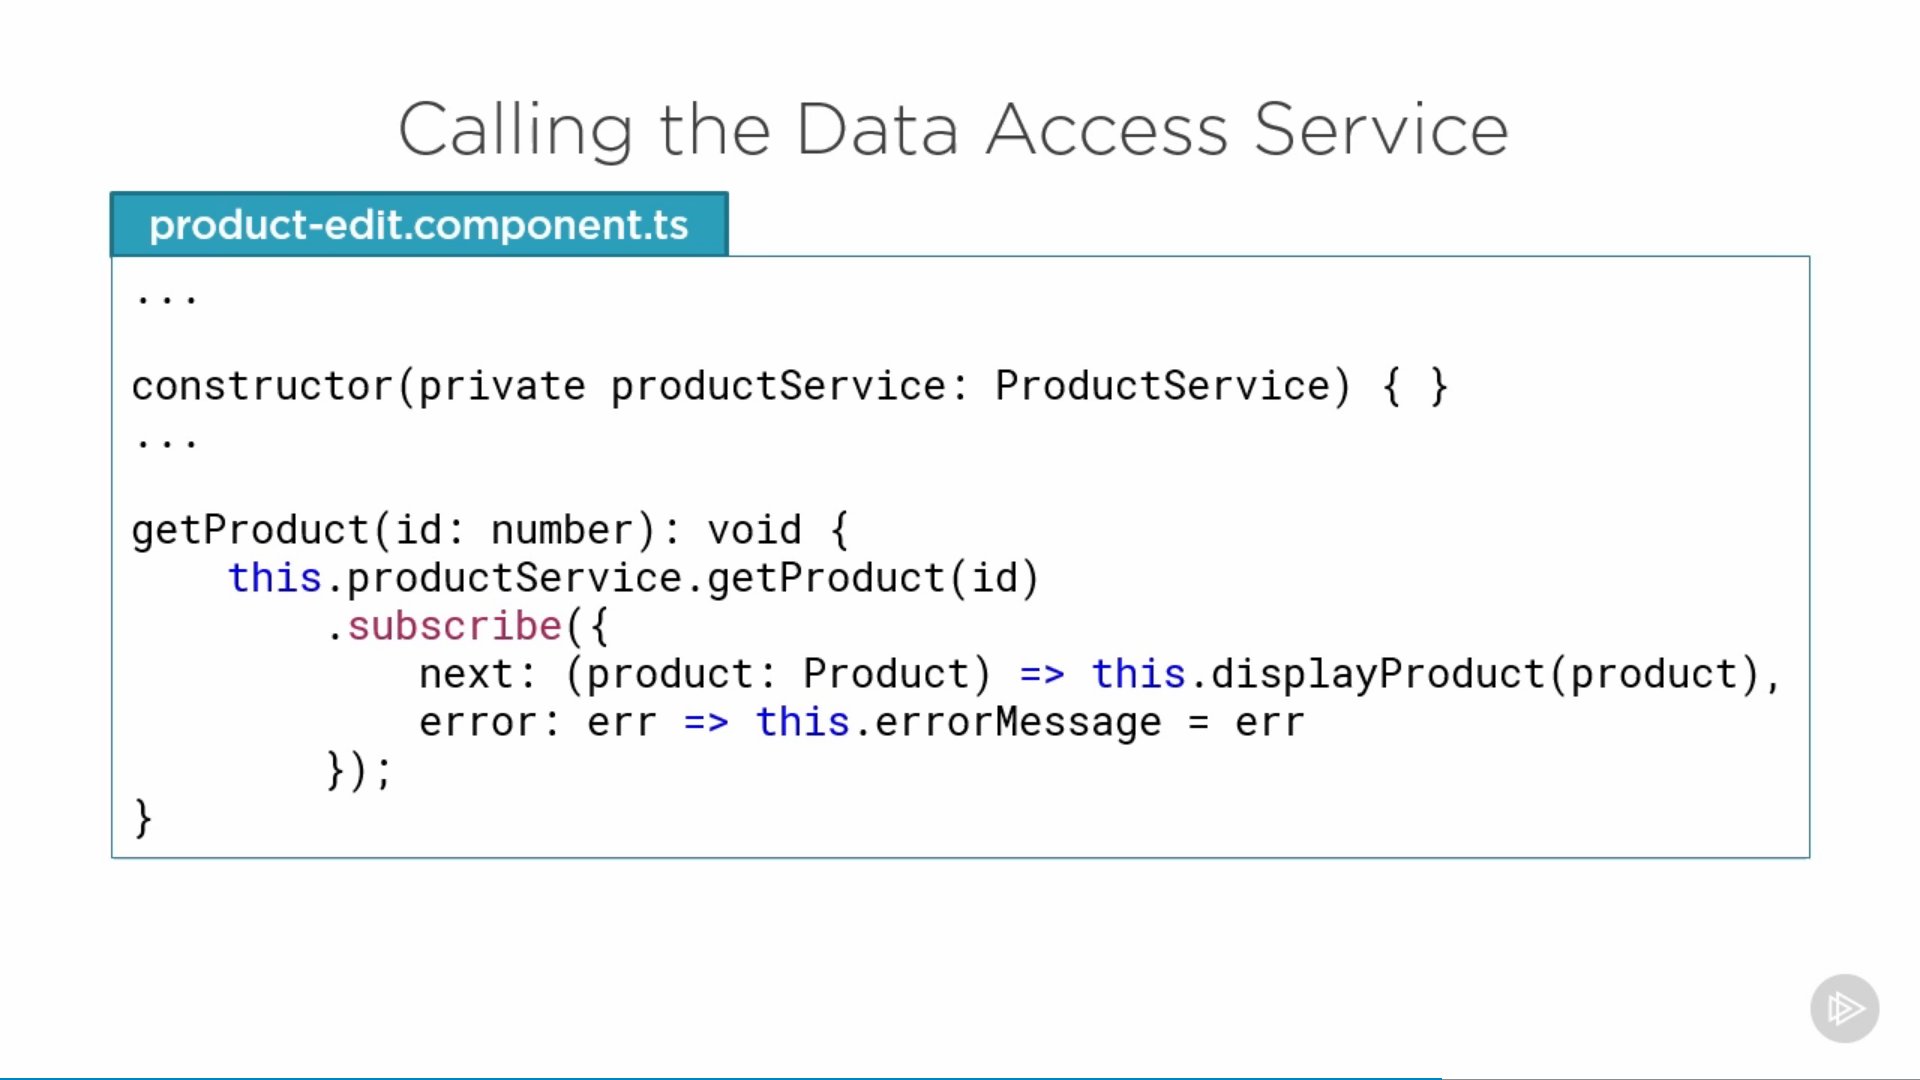 Calling the Data Access Service
product-edit.component.ts
...
constructor(private productService: ProductService) { }
...
getProduct(id: number): void {
this.productService.getProduct(id)
.subscribe({
next: (product: Product) => this.displayProduct(product),
error: err => this.errorMessage = err
});
}